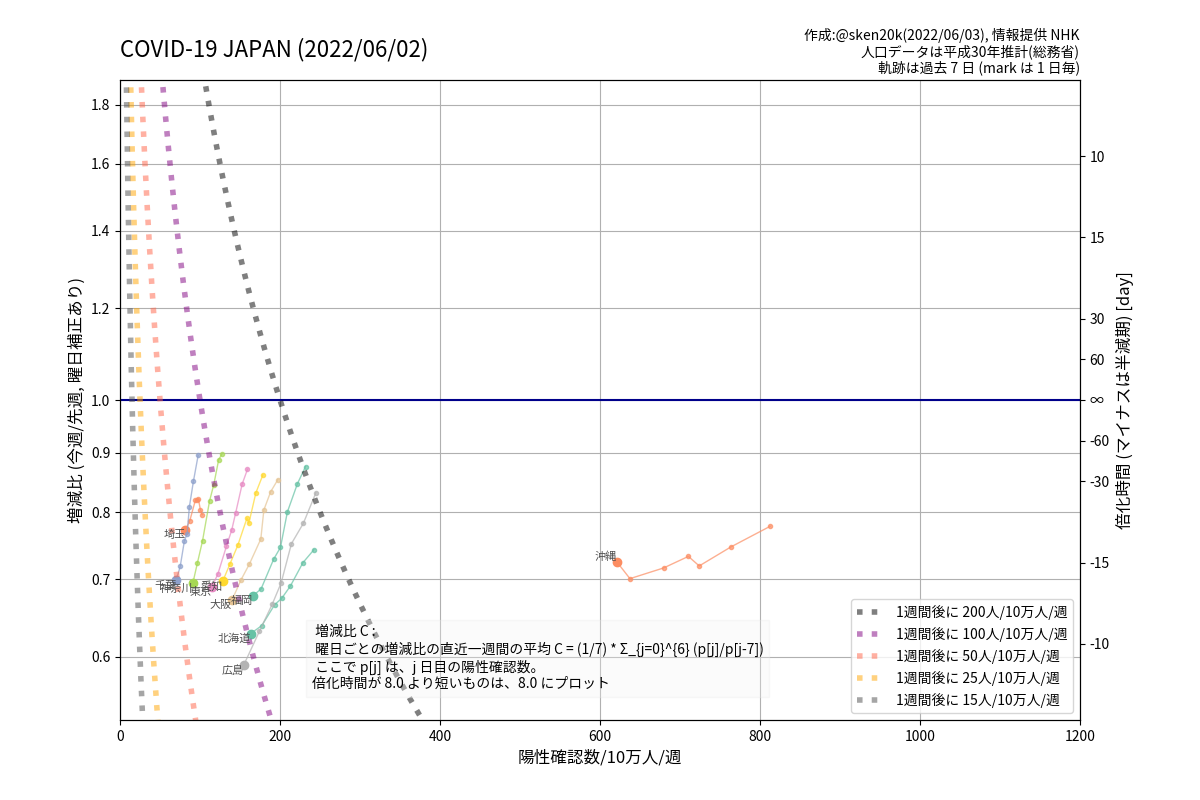 COVID-19 JAPAN (2022/06/02)
作成:@sken20k(2022/06/03), 情報提供 NHK
人口データは平成30年推計(総務省)
軌跡は過去 7 日 (mark は 1 日毎)
増減比 (今週/先週, 曜日補正あり)
1.8
1.6
1.4
1.2
1.0
0.9
0.8
0.7
0.6
10
15
30
60
∞
-60
-30
-15
-10
倍化時間 (マイナスは半減期) [day]
埼玉
千葉
神奈川
東京
愛知
大阪
福岡
北海道
広島
沖縄
増減比 C :
曜日ごとの増減比の直近一週間の平均 C = (1/7) * Σ_{j=0}^{6} (p[j]/p[j-7])
ここで p[j] は、j 日目の陽性確認数。
倍化時間が 8.0 より短いものは、8.0 にプロット
1週間後に 200人/10万人/週
1週間後に 100人/10万人/週
1週間後に 50人/10万人/週
1週間後に 25人/10万人/週
1週間後に 15人/10万人/週
0
200
400
600
800
1000
1200
陽性確認数/10万人/週